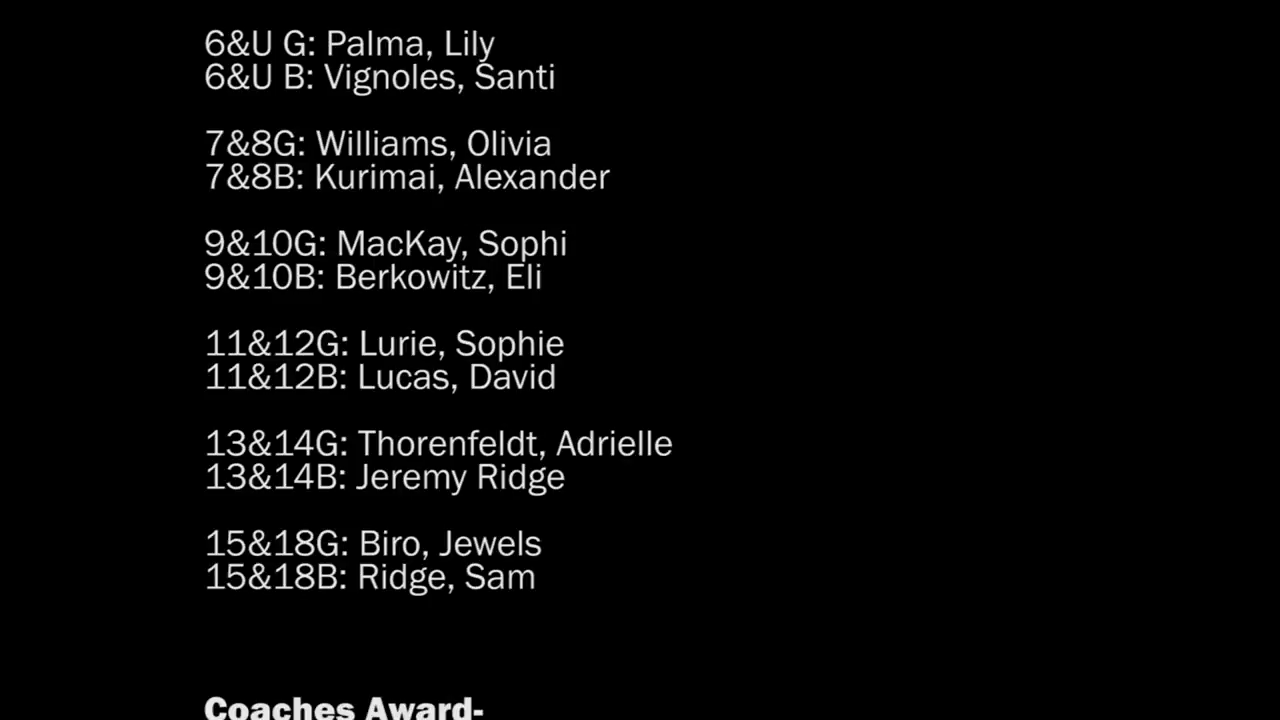 6&U G: Palma, Lily
6&U B: Vignoles, Santi
7&8G: Williams, Olivia
7&8B: Kurimai, Alexander
9&10G: MacKay, Sophi
9&10B: Berkowitz, Eli
11&12G: Lurie, Sophie
11&12B: Lucas, David
13&14G: Thorenfeldt, Adrielle
13&14B: Jeremy Ridge
15&18G: Biro, Jewels
15&18B: Ridge, Sam
Coaches Award-